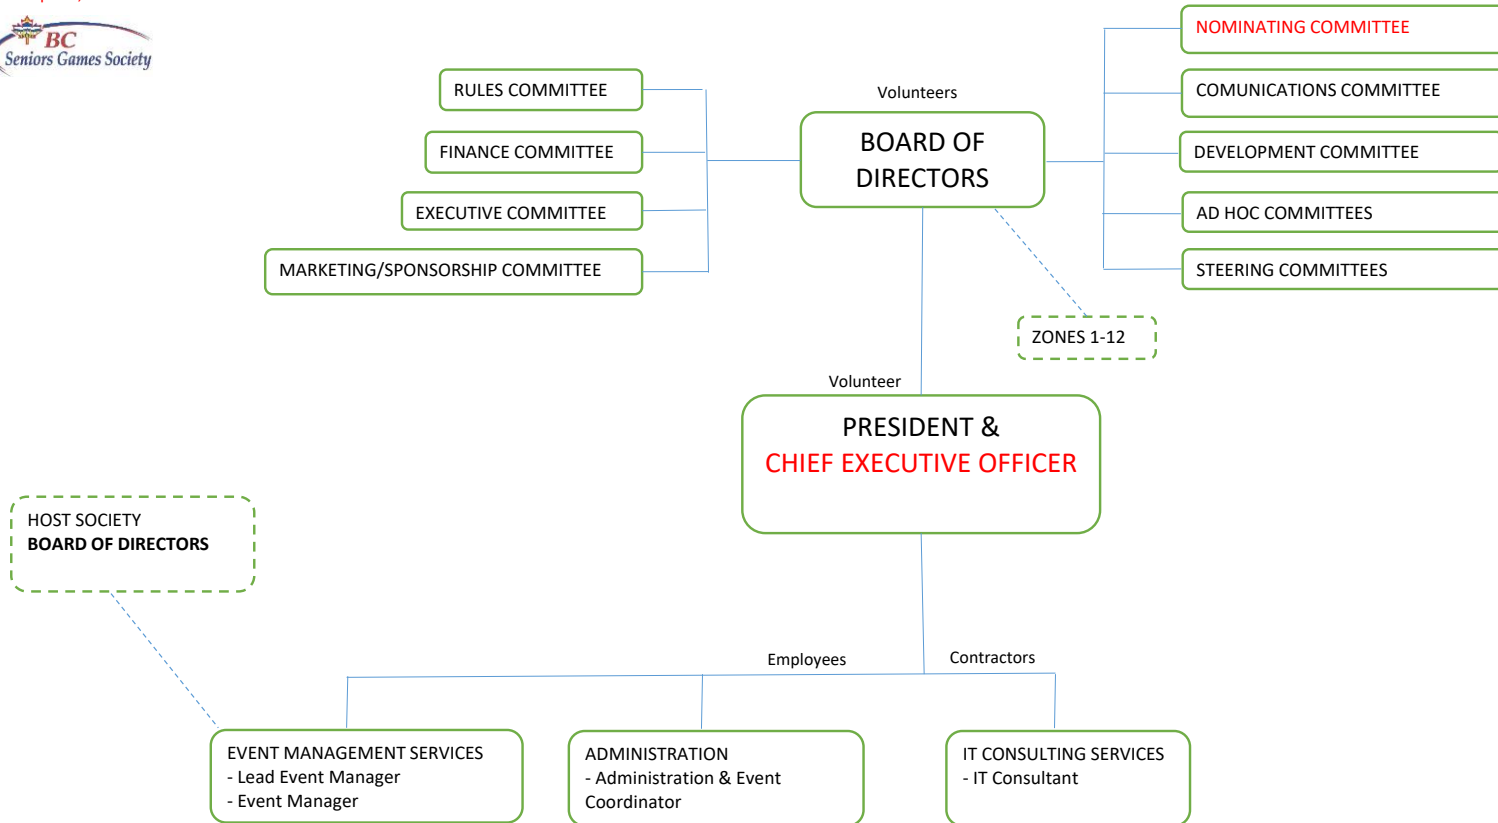 BC
Seniors Games Society
NOMINATING COMMITTEE
RULES COMMITTEE
Volunteers
COMUNICATIONS COMMITTEE
BOARD OF
DIRECTORS
FINANCE COMMITTEE
DEVELOPMENT COMMITTEE
EXECUTIVE COMMITTEE
AD HOC COMMITTEES
MARKETING/SPONSORSHIP COMMITTEE
STEERING COMMITTEES
ZONES 1-12
Volunteer
PRESIDENT &
CHIEF EXECUTIVE OFFICER
HOST SOCIETY
BOARD OF DIRECTORS
Employees
Contractors
EVENT MANAGEMENT SERVICES
- Lead Event Manager
- Event Manager
ADMINISTRATION
- Administration & Event
Coordinator
IT CONSULTING SERVICES
- IT Consultant